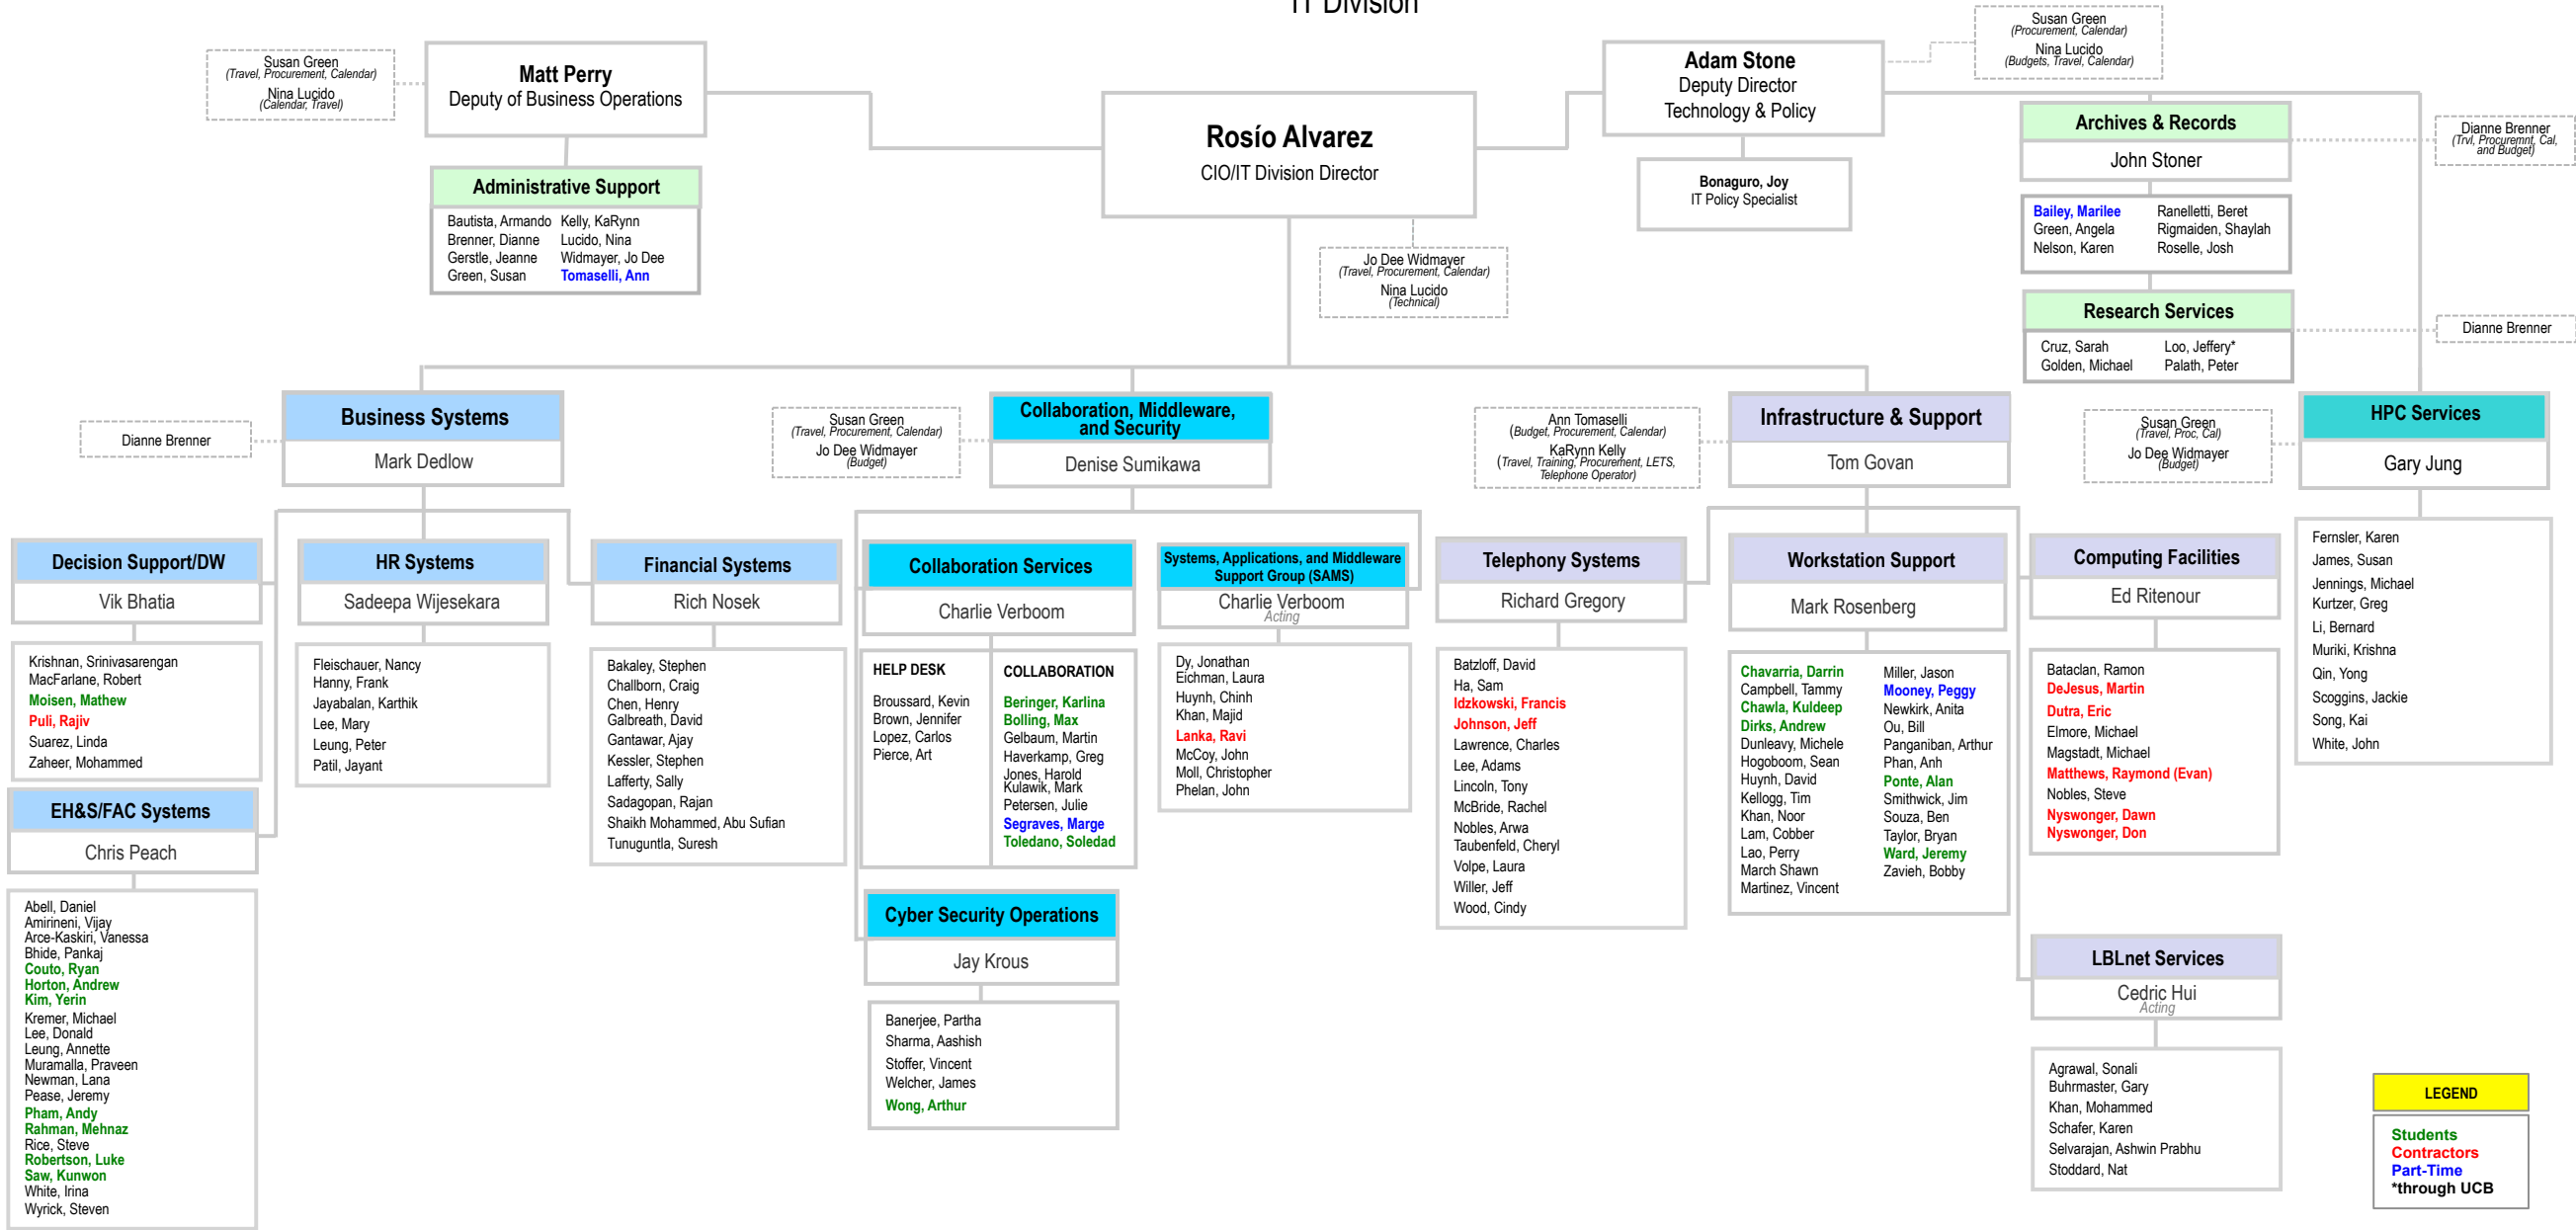 IT Division
Susan Green
(Travel, Procurement, Calendar)
Nina Lucido
(Calendar, Travel)
Matt Perry
Deputy of Business Operations
Administrative Support
Bautista, Armando
Brenner, Dianne
Gerstle, Jeanne
Green, Susan
Kelly, KaRynn
Lucido, Nina
Widmayer, Jo Dee
Tomaselli, Ann
Rosío Alvarez
CIO/IT Division Director
Jo Dee Widmayer
(Travel, Procurement, Calendar)
Nina Lucido
(Technical)
Adam Stone
Deputy Director
Technology & Policy
Bonaguro, Joy
IT Policy Specialist
Susan Green
(Procurement, Calendar)
Nina Lucido
(Budgets, Travel, Calendar)
Archives & Records
John Stoner
Dianne Brenner
(Trvl, Procuremnt, Cal,
and Budget)
Bailey, Marilee
Green, Angela
Nelson, Karen
Ranelletti, Beret
Rigmaiden, Shaylah
Roselle, Josh
Research Services
Dianne Brenner
Cruz, Sarah
Golden, Michael
Loo, Jeffery*
Palath, Peter
Dianne Brenner
Business Systems
Mark Dedlow
Susan Green
(Travel, Procurement, Calendar)
Jo Dee Widmayer
(Budget)
Collaboration, Middleware,
and Security
Denise Sumikawa
Ann Tomaselli
(Budget, Procurement, Calendar)
KaRynn Kelly
(Travel, Training, Procurement, LETS,
Telephone Operator)
Infrastructure & Support
Tom Govan
Susan Green
(Travel, Proc, Cal)
Jo Dee Widmayer
(Budget)
HPC Services
Gary Jung
Fernsler, Karen
James, Susan
Jennings, Michael
Kurtzer, Greg
Li, Bernard
Muriki, Krishna
Qin, Yong
Scoggins, Jackie
Song, Kai
White, John
Decision Support/DW
Vik Bhatia
Krishnan, Srinivasarengan
MacFarlane, Robert
Moisen, Mathew
Puli, Rajiv
Suarez, Linda
Zaheer, Mohammed
EH&S/FAC Systems
Chris Peach
Abell, Daniel
Amirineni, Vijay
Arce-Kaskiri, Vanessa
Bhide, Pankaj
Couto, Ryan
Horton, Andrew
Kim, Yerin
Kremer, Michael
Lee, Donald
Leung, Annette
Muramalla, Praveen
Newman, Lana
Pease, Jeremy
Pham, Andy
Rahman, Mehnaz
Rice, Steve
Robertson, Luke
Saw, Kunwon
White, Irina
Wyrick, Steven
HR Systems
Sadeepa Wijesekara
Fleischauer, Nancy
Hanny, Frank
Jayabalan, Karthik
Lee, Mary
Leung, Peter
Patil, Jayant
Financial Systems
Rich Nosek
Bakaley, Stephen
Challborn, Craig
Chen, Henry
Galbreath, David
Gantawar, Ajay
Kessler, Stephen
Lafferty, Sally
Sadagopan, Rajan
Shaikh Mohammed, Abu Sufian
Tunuguntla, Suresh
Collaboration Services
Charlie Verboom
HELP DESK
Broussard, Kevin
Brown, Jennifer
Lopez, Carlos
Pierce, Art
COLLABORATION
Beringer, Karlina
Bolling, Max
Gelbaum, Martin
Haverkamp, Greg
Jones, Harold
Kulawik, Mark
Petersen, Julie
Segraves, Marge
Toledano, Soledad
Cyber Security Operations
Jay Krous
Banerjee, Partha
Sharma, Aashish
Stoffer, Vincent
Welcher, James
Wong, Arthur
Systems, Applications, and Middleware
Support Group (SAMS)
Charlie Verboom
Acting
Dy, Jonathan
Eichman, Laura
Huynh, Chinh
Khan, Majid
Lanka, Ravi
McCoy, John
Moll, Christopher
Phelan, John
Telephony Systems
Richard Gregory
Batzloff, David
Ha, Sam
Idzkowski, Francis
Johnson, Jeff
Lawrence, Charles
Lee, Adams
Lincoln, Tony
McBride, Rachel
Nobles, Arwa
Taubenfeld, Cheryl
Volpe, Laura
Willer, Jeff
Wood, Cindy
Workstation Support
Mark Rosenberg
Chavarria, Darrin
Campbell, Tammy
Chawla, Kuldeep
Dirks, Andrew
Dunleavy, Michele
Hogoboom, Sean
Huynh, David
Kellogg, Tim
Khan, Noor
Lam, Cobber
Lao, Perry
March Shawn
Martinez, Vincent
Miller, Jason
Mooney, Peggy
Newkirk, Anita
Ou, Bill
Panganiban, Arthur
Phan, Anh
Ponte, Alan
Smithwick, Jim
Souza, Ben
Taylor, Bryan
Ward, Jeremy
Zavieh, Bobby
Computing Facilities
Ed Ritenour
Bataclan, Ramon
DeJesus, Martin
Dutra, Eric
Elmore, Michael
Magstadt, Michael
Matthews, Raymond (Evan)
Nobles, Steve
Nyswonger, Dawn
Nyswonger, Don
LBLnet Services
Cedric Hui
Acting
Agrawal, Sonali
Buhrmaster, Gary
Khan, Mohammed
Schafer, Karen
Selvarajan, Ashwin Prabhu
Stoddard, Nat
LEGEND
Students
Contractors
Part-Time
*through UCB